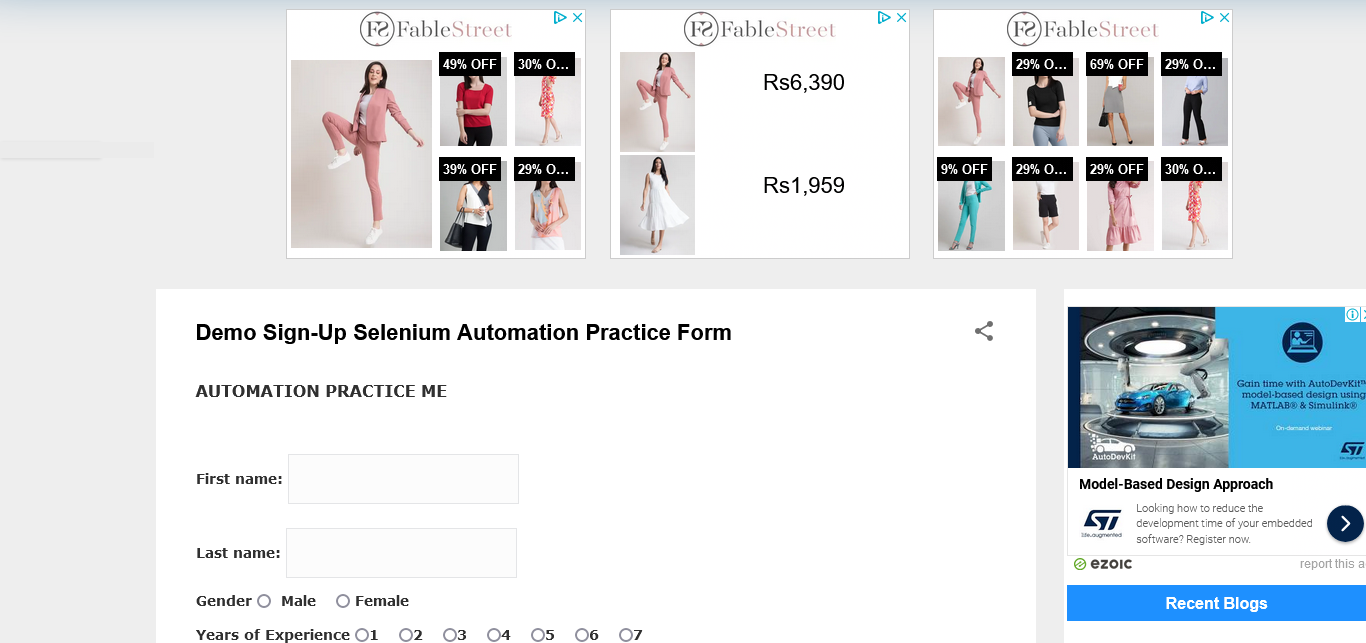 FableStreet
49% OFF
30% O...
39% OFF
29% O...
FableStreet
Rs6,390
Rs1,959
FableStreet
29% O...
69% OFF
29% O...
9% OFF
29% O...
29% OFF
30% O...
Demo Sign-Up Selenium Automation Practice Form
AUTOMATION PRACTICE ME
First name:
Last name:
Gender Male Female
Years of Experience 1 2 3 4 5 6 7
Gain time with AutoDevKit™
model-based design using
MATLAB® & Simulink®
On-demand webinar
AutoDevKit
Model-Based Design Approach
ST
life.augmented
Looking how to reduce the
development time of your embedded
software? Register now.
ezoic
report this a
Recent Blogs